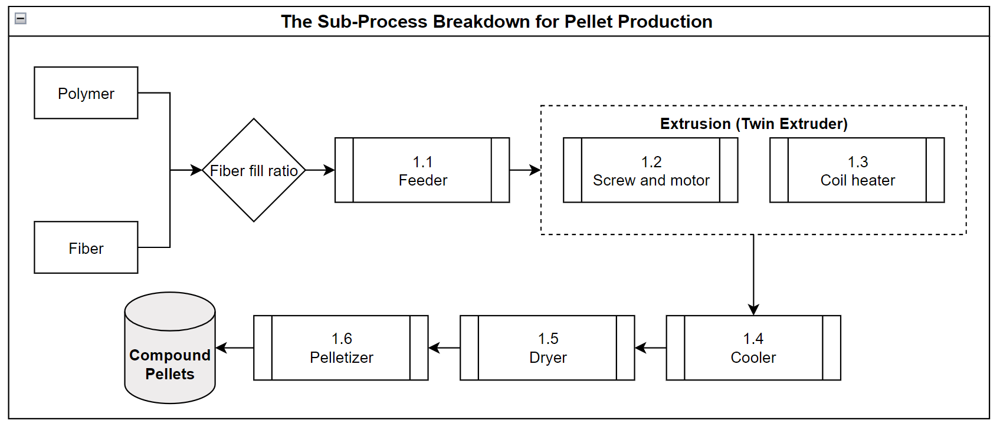 The Sub-Process Breakdown for Pellet Production
Polymer
Fiber
Fiber fill ratio
1.1
Feeder
Extrusion (Twin Extruder)
1.2
Screw and motor
1.3
Coil heater
1.4
Cooler
1.5
Dryer
1.6
Pelletizer
Compound
Pellets